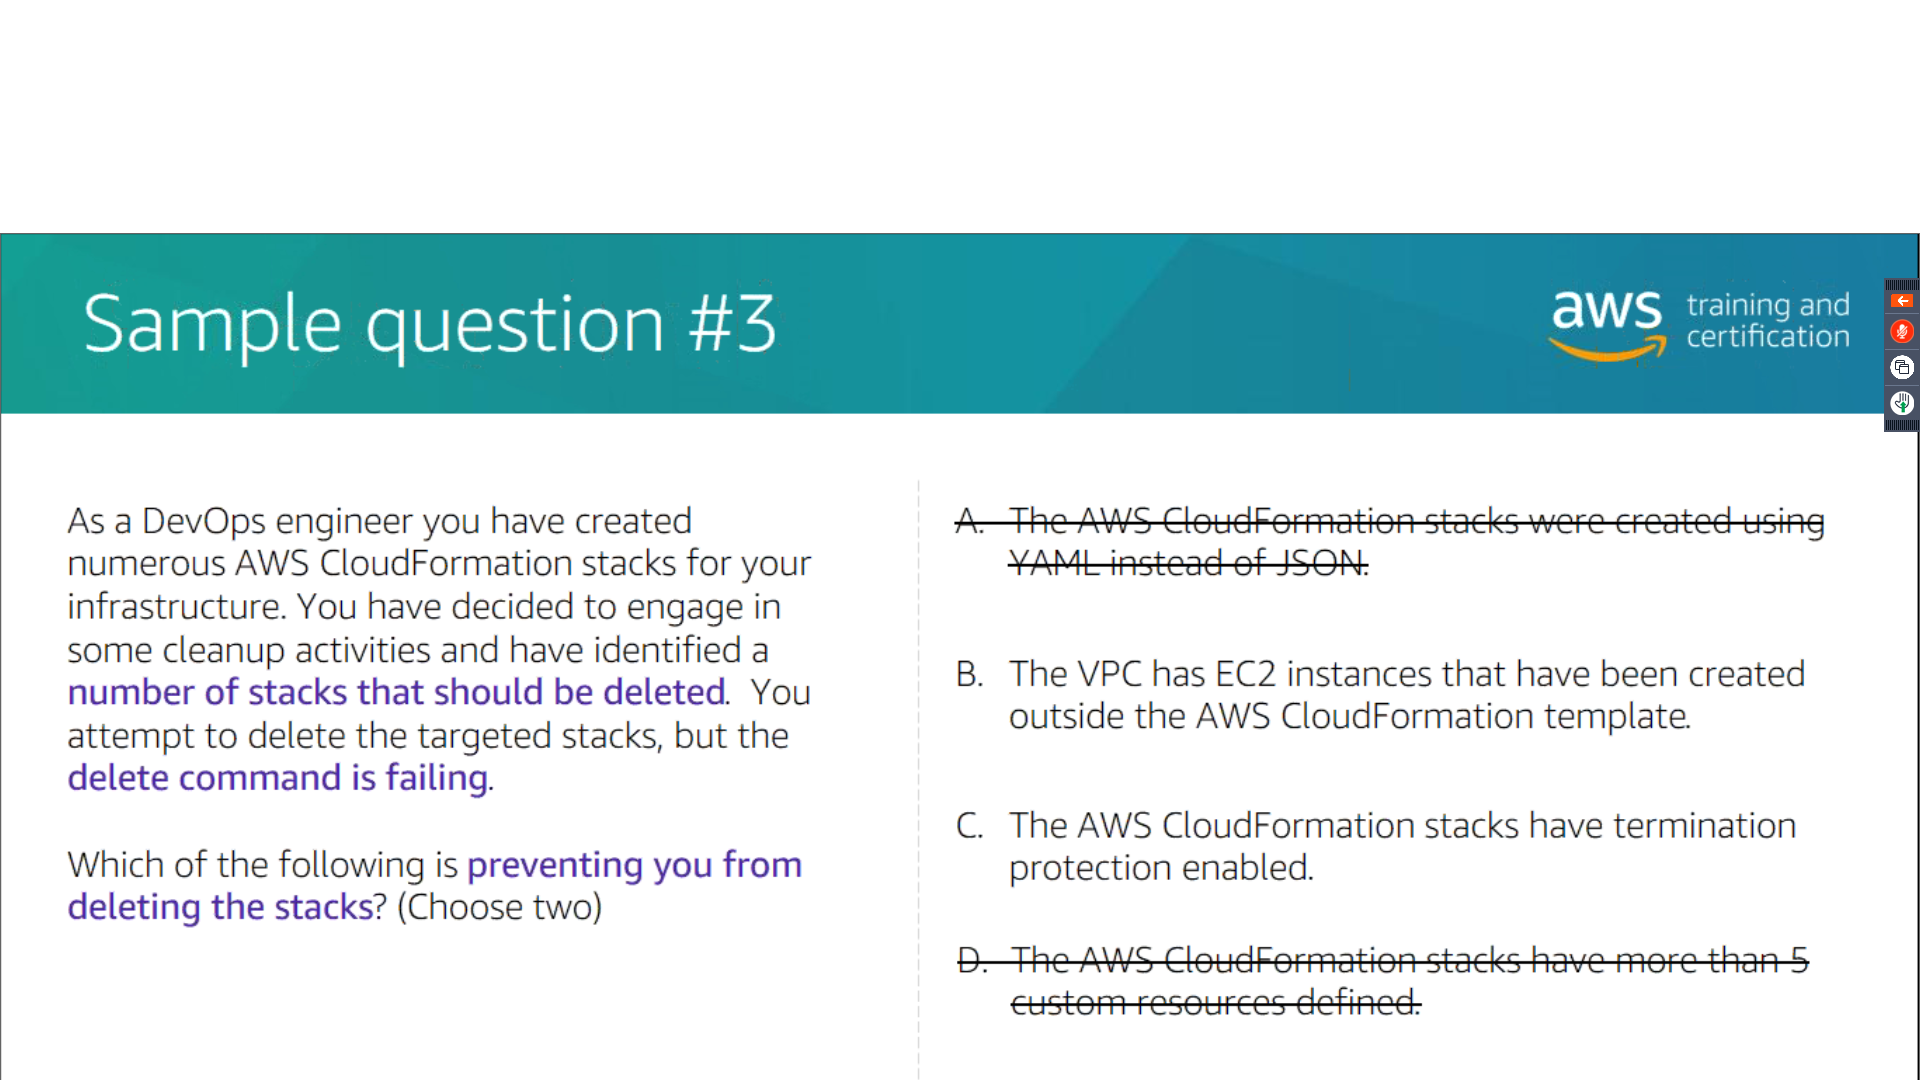 Sample question #3
aws training and
certification
As a DevOps engineer you have created
numerous AWS CloudFormation stacks for your
infrastructure. You have decided to engage in
some cleanup activities and have identified a
number of stacks that should be deleted. You
attempt to delete the targeted stacks, but the
delete command is failing.
Which of the following is preventing you from
deleting the stacks? (Choose two)
A. The AWS CloudFormation stacks were created using
YAML instead of JSON.
B. The VPC has EC2 instances that have been created
outside the AWS CloudFormation template.
C. The AWS CloudFormation stacks have termination
protection enabled.
D. The AWS CloudFormation stacks have more than 5
custom resources defined.